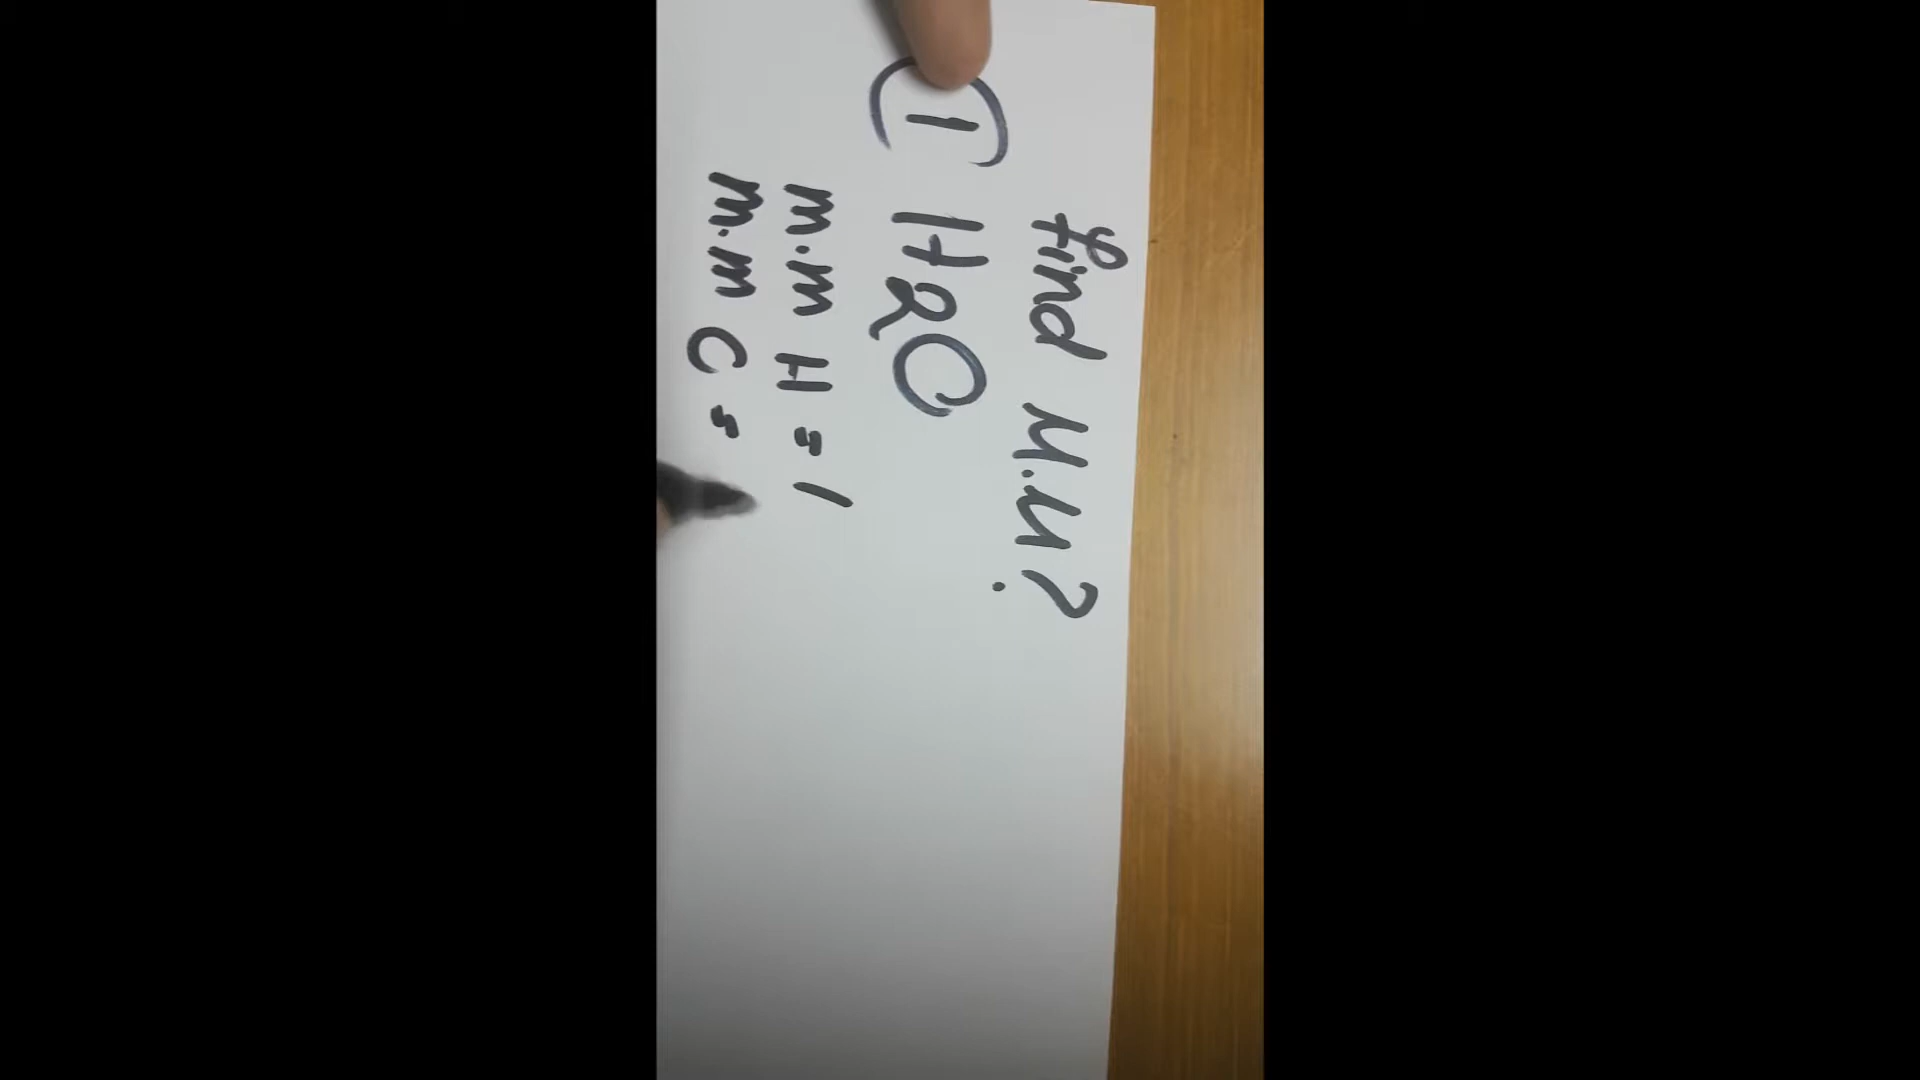 find M.M?
1 H2O
m.m H = 1
m.m C =